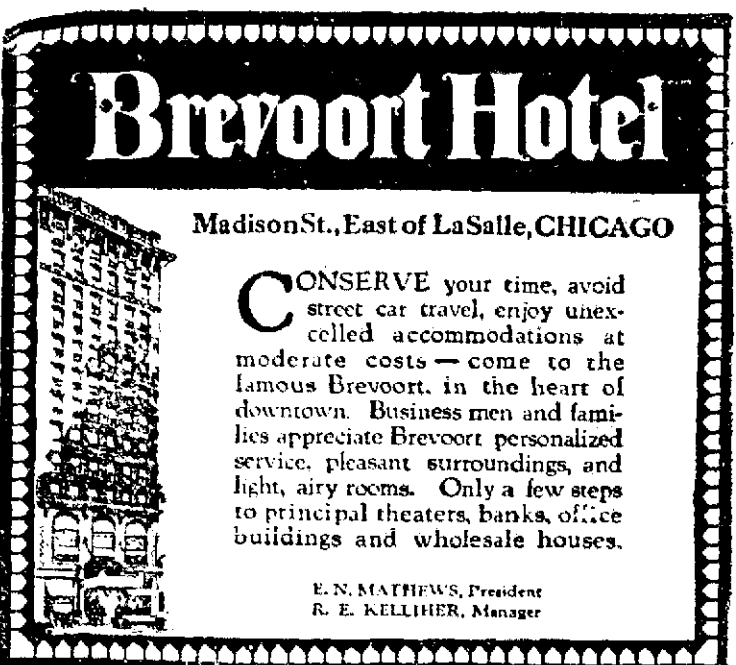 Brevoort Hotel
Madison St., East of LaSalle, CHICAGO
CONSERVE your time, avoid
street car travel, enjoy unex-
celled accommodations at
moderate costs — come to the
famous Brevoort, in the heart of
downtown. Business men and fami-
lies appreciate Brevoort personalized
service, pleasant surroundings, and
light, airy rooms. Only a few steps
to principal theaters, banks, office
buildings and wholesale houses.
E. N. MATHEWS, President
R. E. KELLIHER, Manager